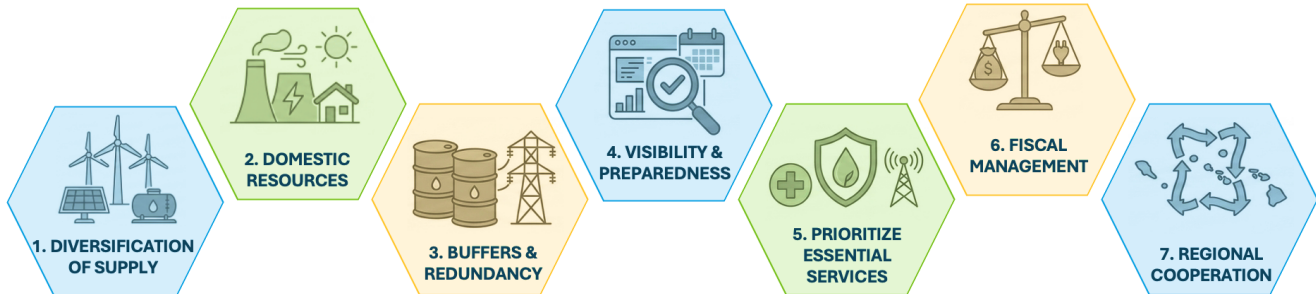 1. DIVERSIFICATION
OF SUPPLY
2. DOMESTIC
RESOURCES
3. BUFFERS &
REDUNDANCY
4. VISIBILITY &
PREPAREDNESS
5. PRIORITIZE
ESSENTIAL
SERVICES
$
6. FISCAL
MANAGEMENT
7. REGIONAL
COOPERATION